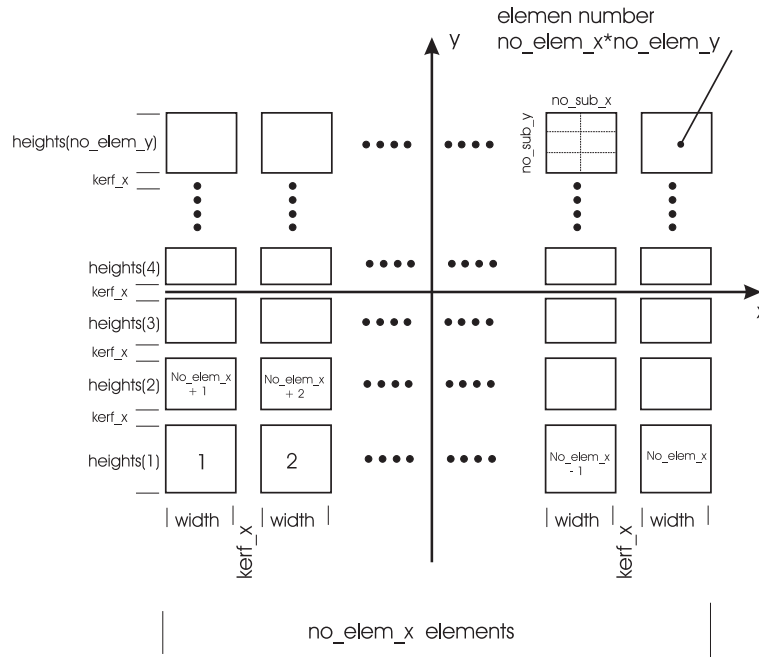 elemen number
no_elem_x*no_elem_y
y
no_sub_x
no_sub_y
heights(no_elem_y)
kerf_x
heights(4)
kerf_x
x
heights(3)
kerf_x
heights(2)
No_elem_x
+ 1
No_elem_x
+ 2
kerf_x
heights(1)
1
2
No_elem_x
- 1
No_elem_x
width
width
width
width
kerf_x
kerf_x
no_elem_x elements